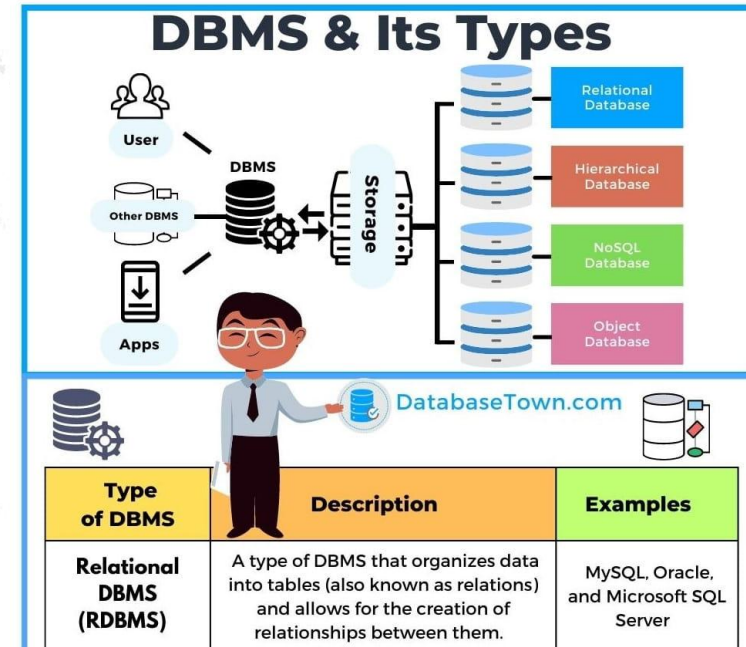 DBMS & Its Types
User
Other DBMS
Apps
DBMS
Storage
Relational
Database
Hierarchical
Database
NoSQL
Database
Object
Database
DatabaseTown.com
Type
of DBMS
Description
Examples
Relational
DBMS
(RDBMS)
A type of DBMS that organizes data
into tables (also known as relations)
and allows for the creation of
relationships between them.
MySQL, Oracle,
and Microsoft SQL
Server